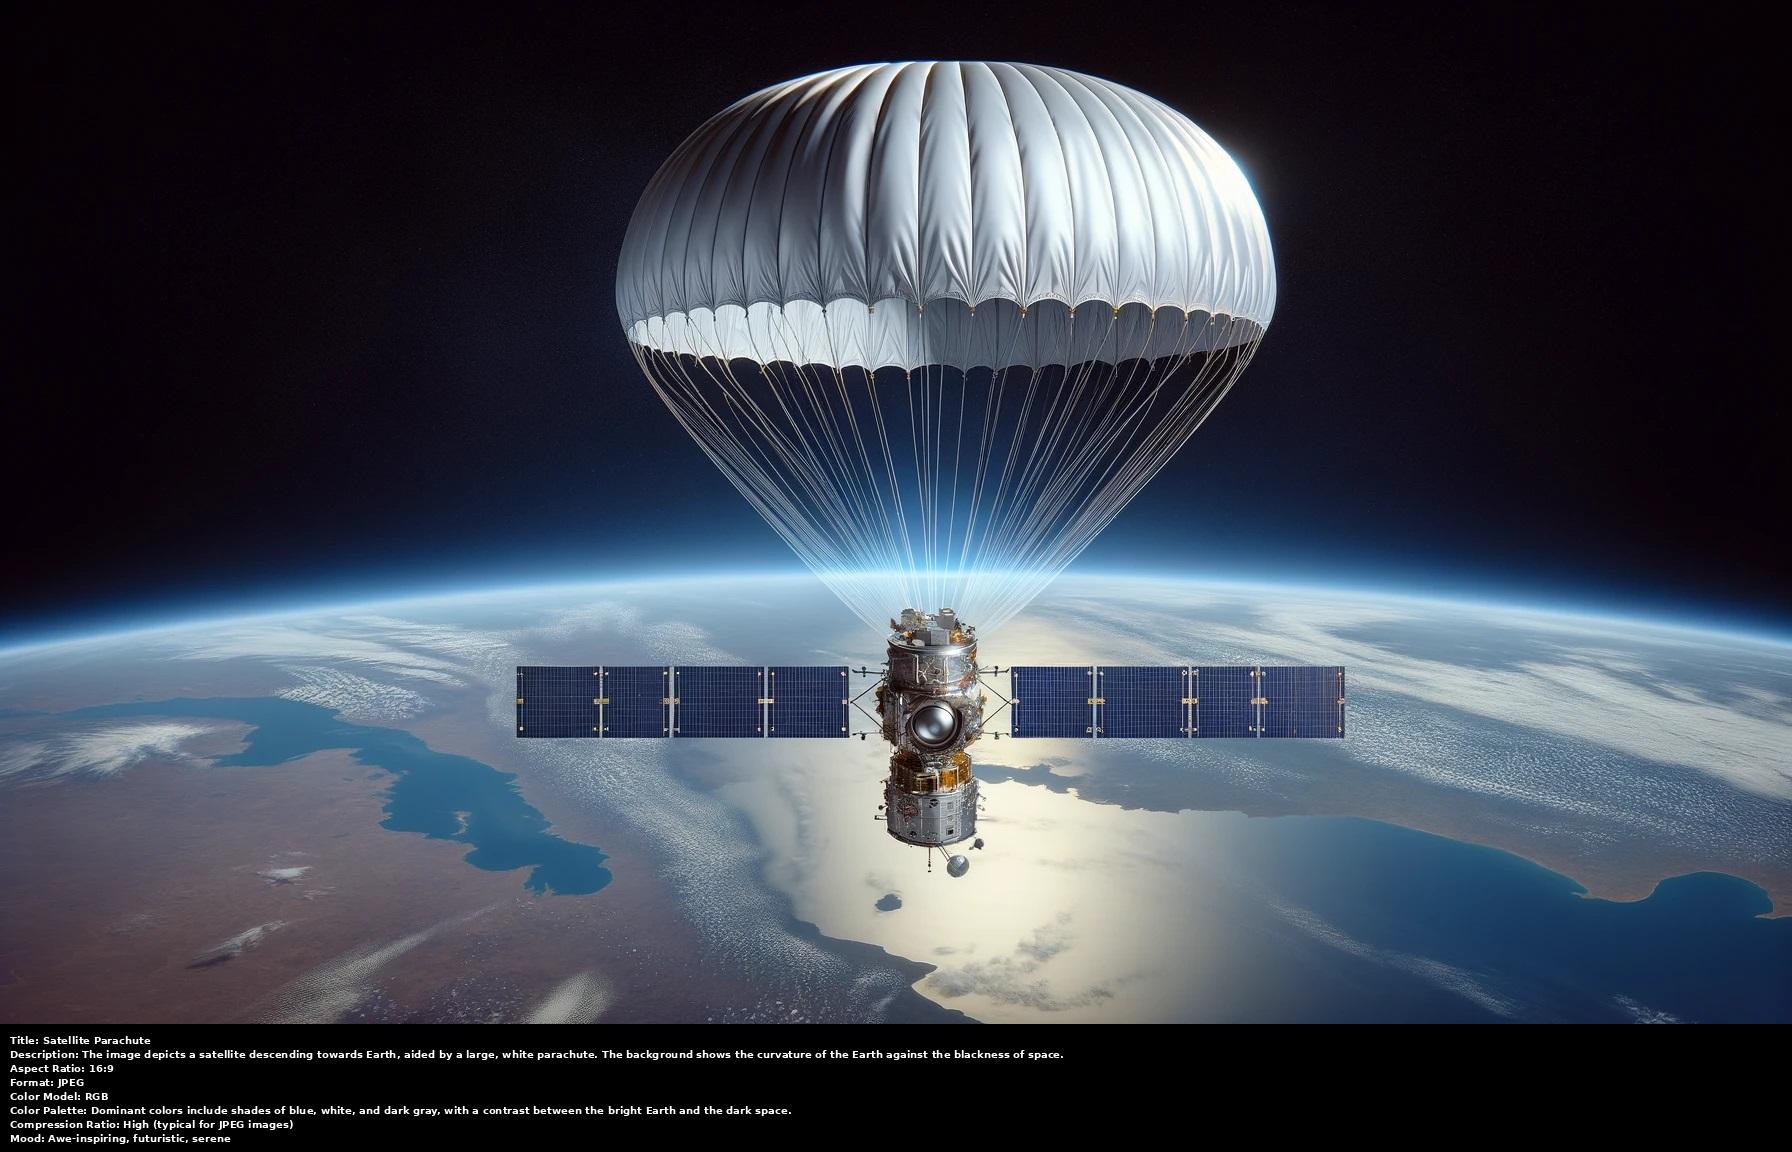 Title: Satellite Parachute
Description: The image depicts a satellite descending towards Earth, aided by a large, white parachute. The background shows the curvature of the Earth against the blackness of space.
Aspect Ratio: 16:9
Format: JPEG
Color Model: RGB
Color Palette: Dominant colors include shades of blue, white, and dark gray, with a contrast between the bright Earth and the dark space.
Compression Ratio: High (typical for JPEG images)
Mood: Awe-inspiring, futuristic, serene